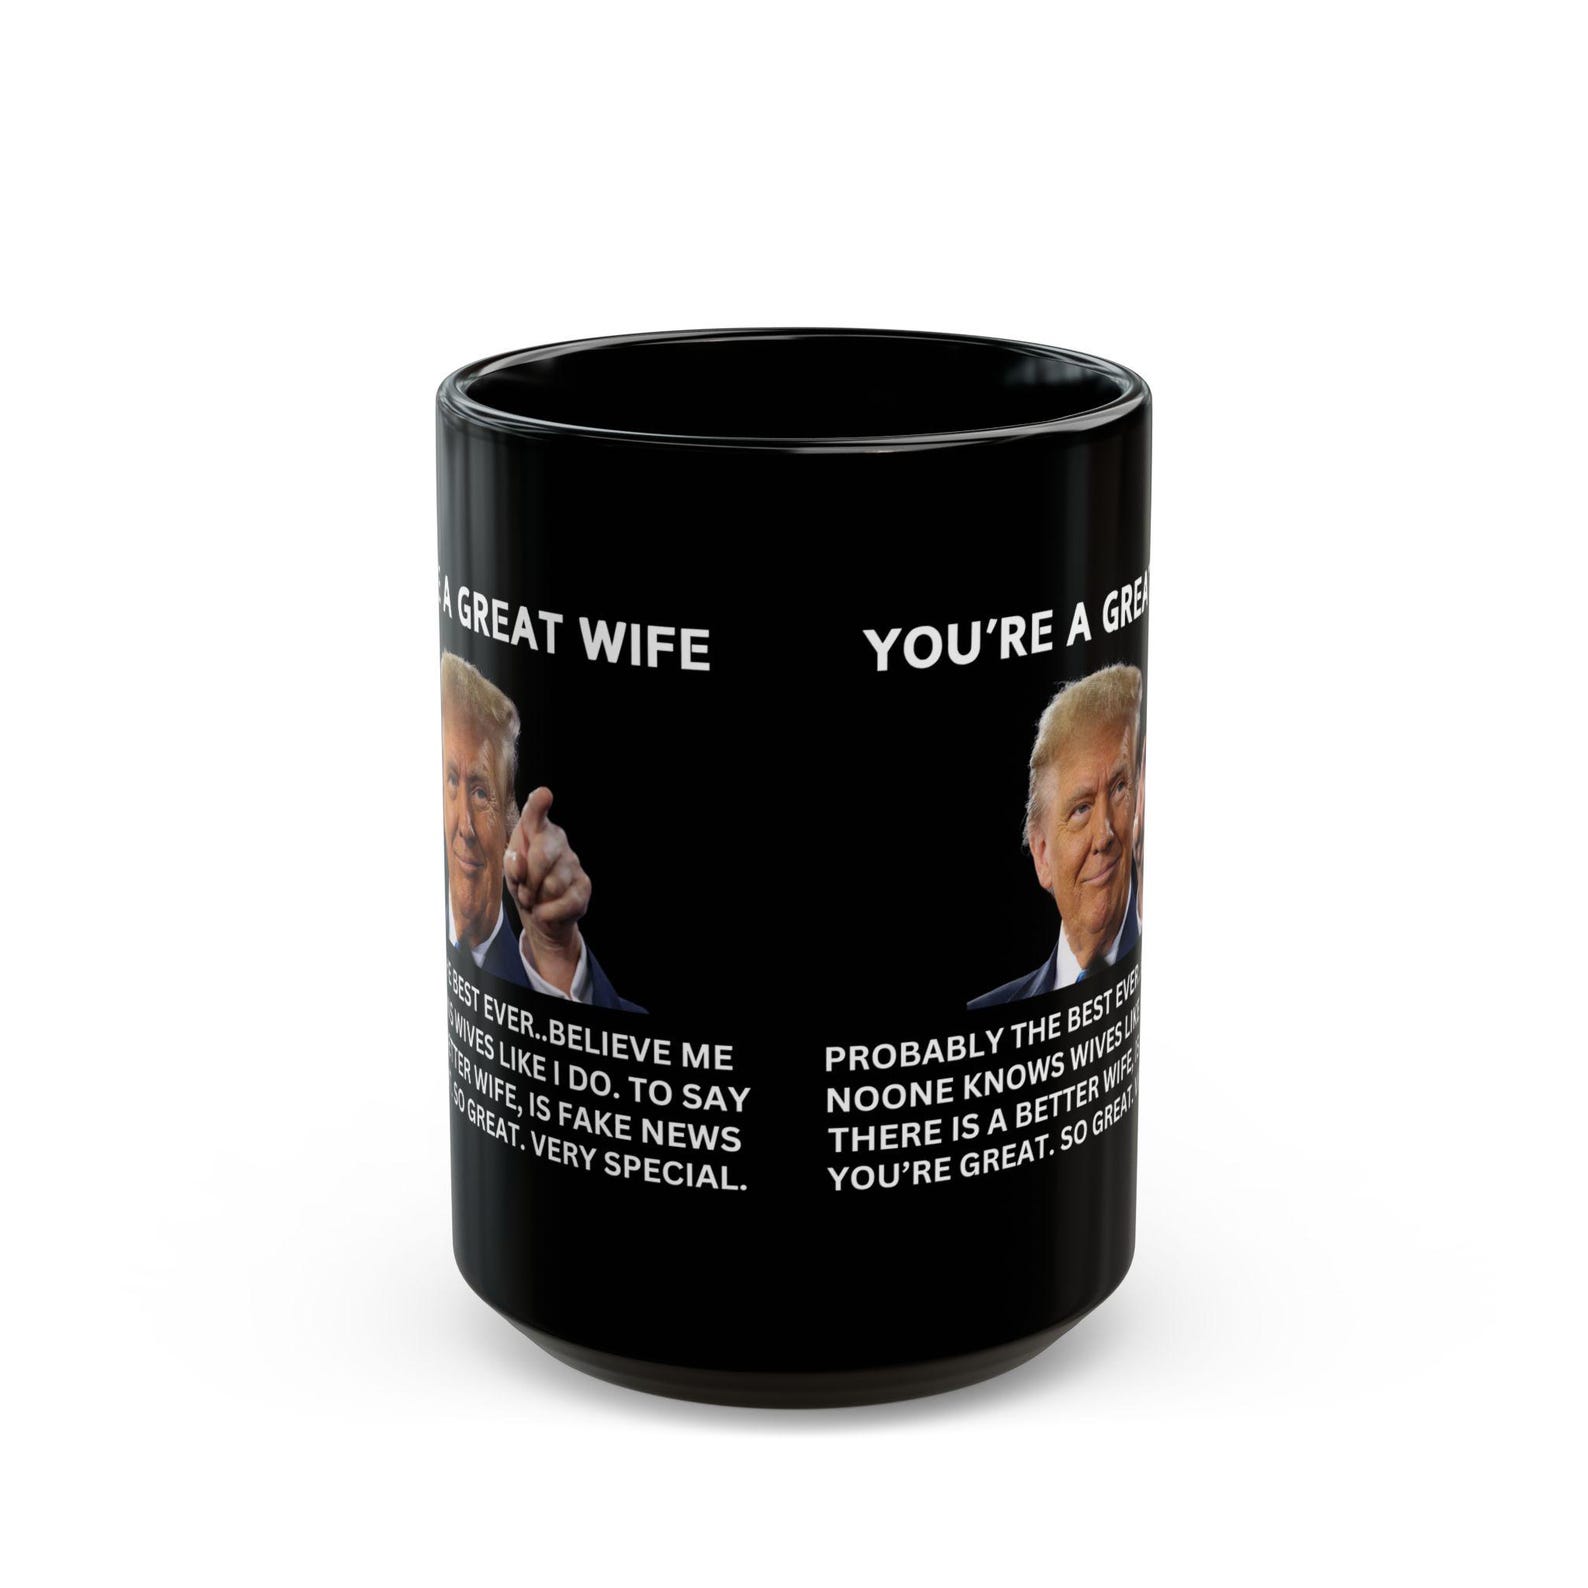 A GREAT WIFE
BEST EVER..BELIEVE ME
WIVES LIKE I DO. TO SAY
WIFE, IS FAKE NEWS
SO GREAT. VERY SPECIAL.
YOU’RE A GREA
PROBABLY THE BEST EVER.
NOONE KNOWS WIVES LIKE
THERE IS A BETTER WIFE,
YOU’RE GREAT. SO GREAT.